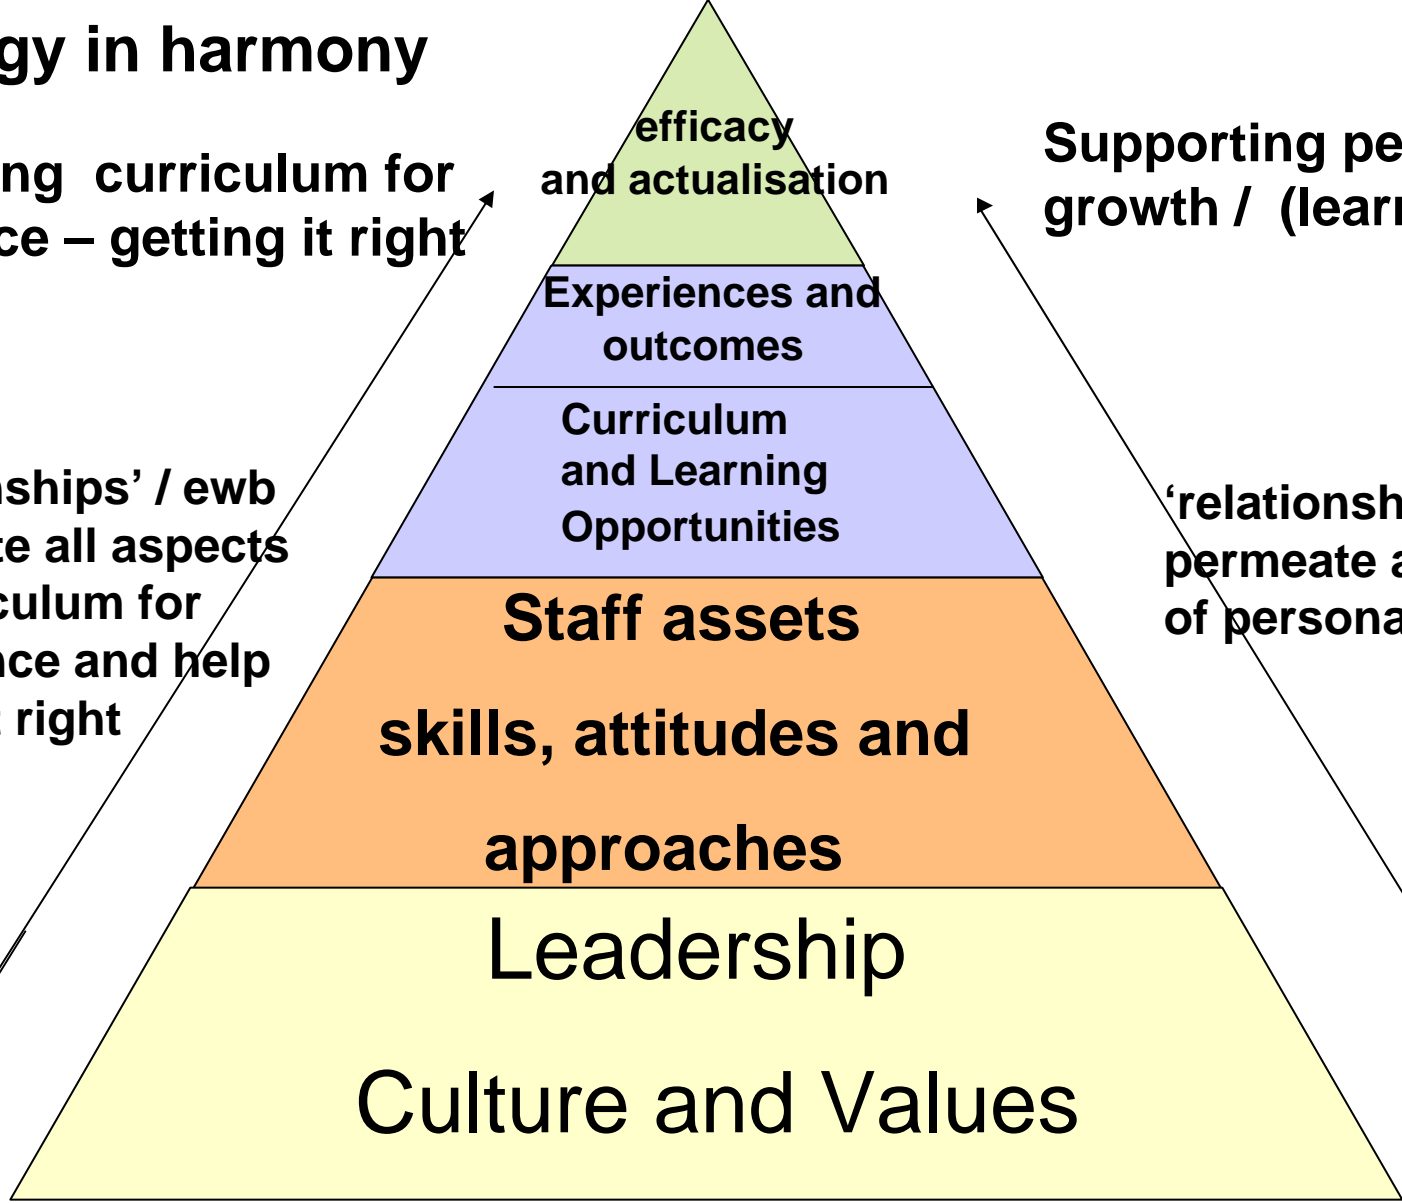 gy in harmony
ng curriculum for
ce – getting it right
efficacy
and actualisation
Supporting pe
growth / (learn
Experiences and
outcomes
Curriculum
and Learning
Opportunities
nships’ / ewb
te all aspects
culum for
nce and help
t right
‘relationsh
permeate a
of persona
Staff assets
skills, attitudes and
approaches
Leadership
Culture and Values